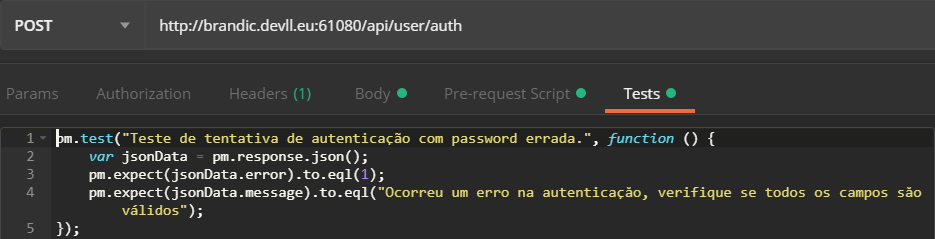 POST http://brandic.devll.eu:61080/api/user/auth
Params Authorization Headers (1) Body Pre-request Script Tests
1 pm.test("Teste de tentativa de autenticação com password errada.", function () {
2 var jsonData = pm.response.json();
3 pm.expect(jsonData.error).to.eql(1);
4 pm.expect(jsonData.message).to.eql("Ocorreu um erro na autenticação, verifique se todos os campos são
válidos");
5 });